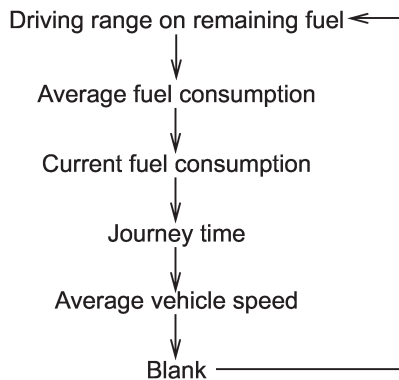 Driving range on remaining fuel
Average fuel consumption
Current fuel consumption
Journey time
Average vehicle speed
Blank